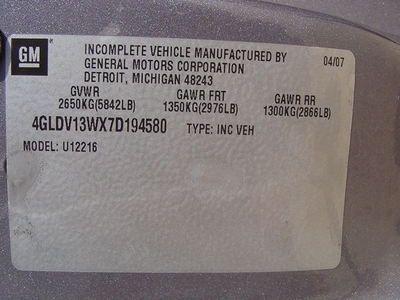 GM
INCOMPLETE VEHICLE MANUFACTURED BY
GENERAL MOTORS CORPORATION
DETROIT, MICHIGAN 48243
04/07
GVWR GAWR FRT GAWR RR
2650KG(5842LB) 1350KG(2976LB) 1300KG(2866LB)
4GLDV13WX7D194580 TYPE: INC VEH
MODEL: U12216